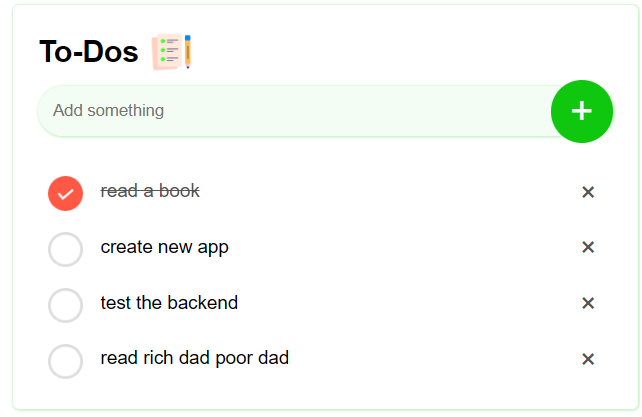 To-Dos
Add something
read a book
create new app
test the backend
read rich dad poor dad